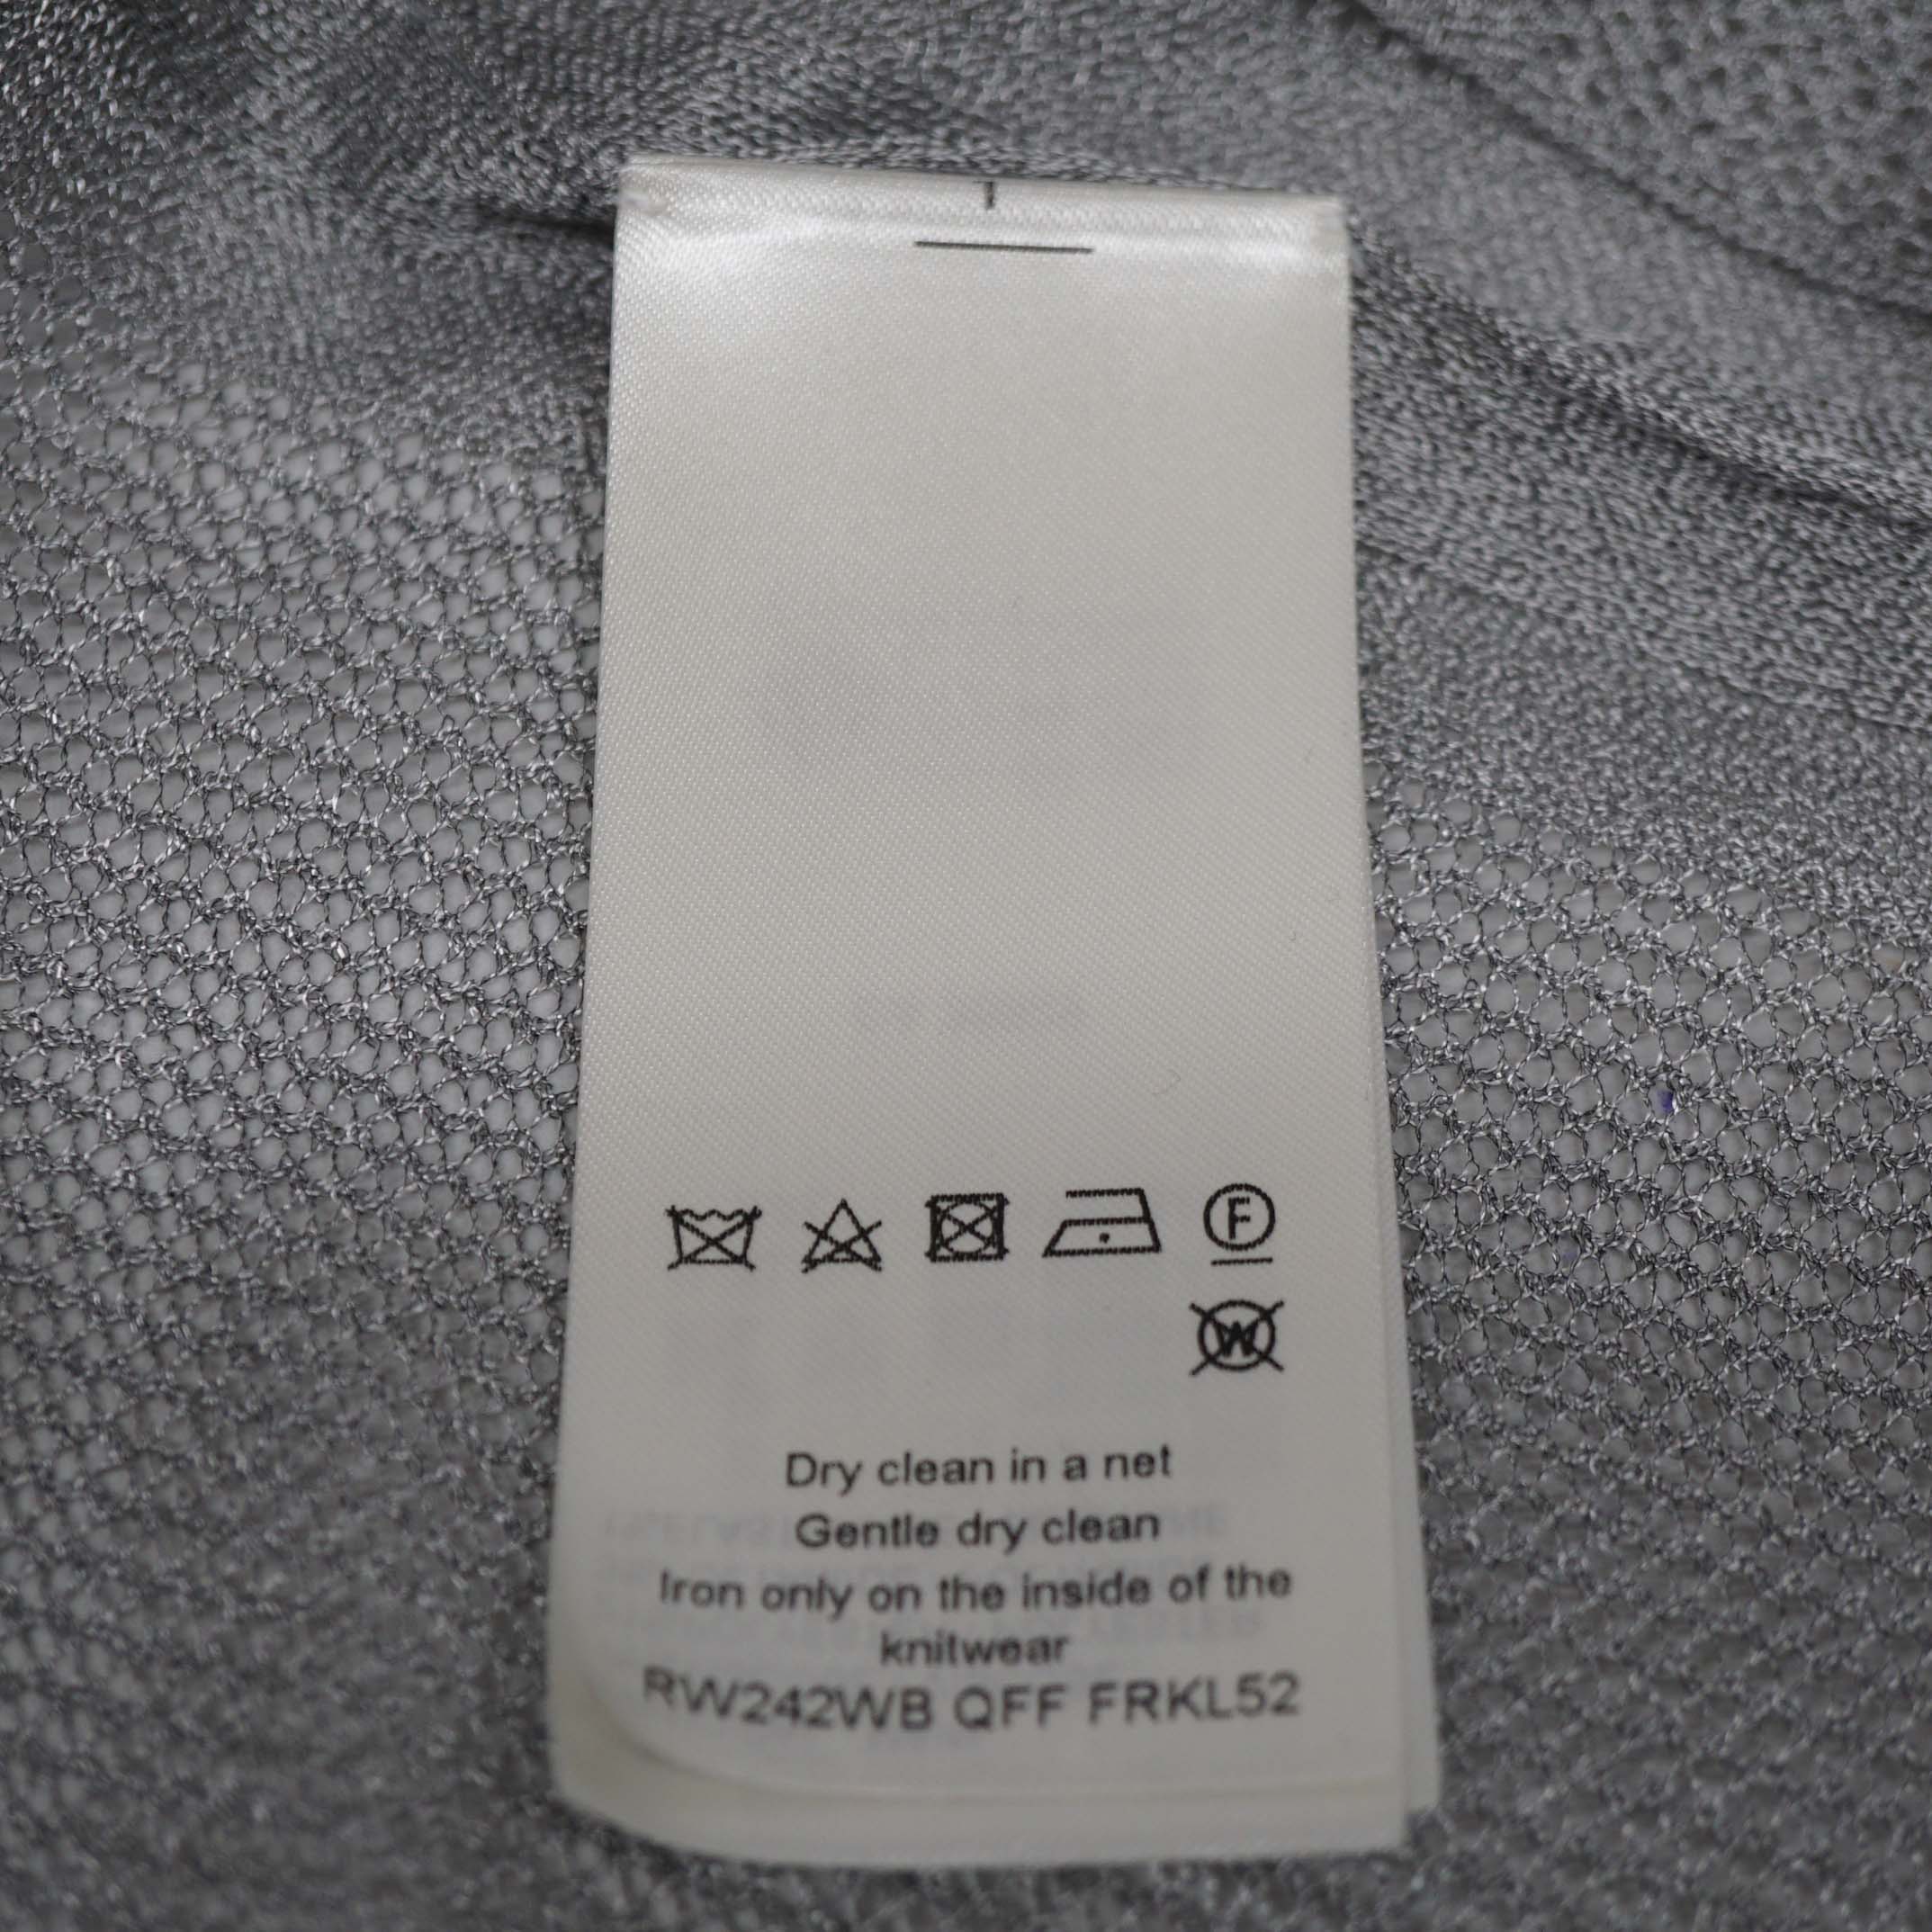 F
W
Dry clean in a net
Gentle dry clean
Iron only on the inside of the
knitwear
RW242WB QFF FRKL52